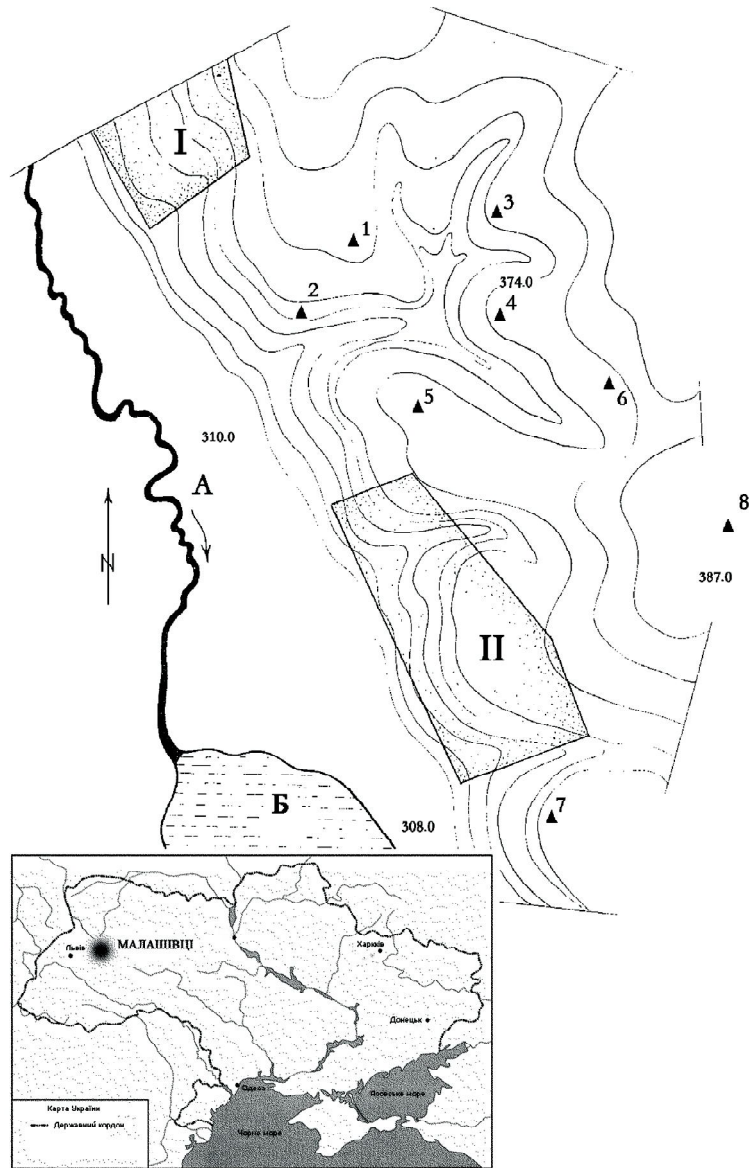 I
1
3
2
374.0
4
5
6
310.0
A
8
N
387.0
II
Б
308.0
7
Львів
МАЛАШІВЦІ
Харків
Донецьк
Одеса
Азовське море
Карта України
Державний кордон
Чорне море